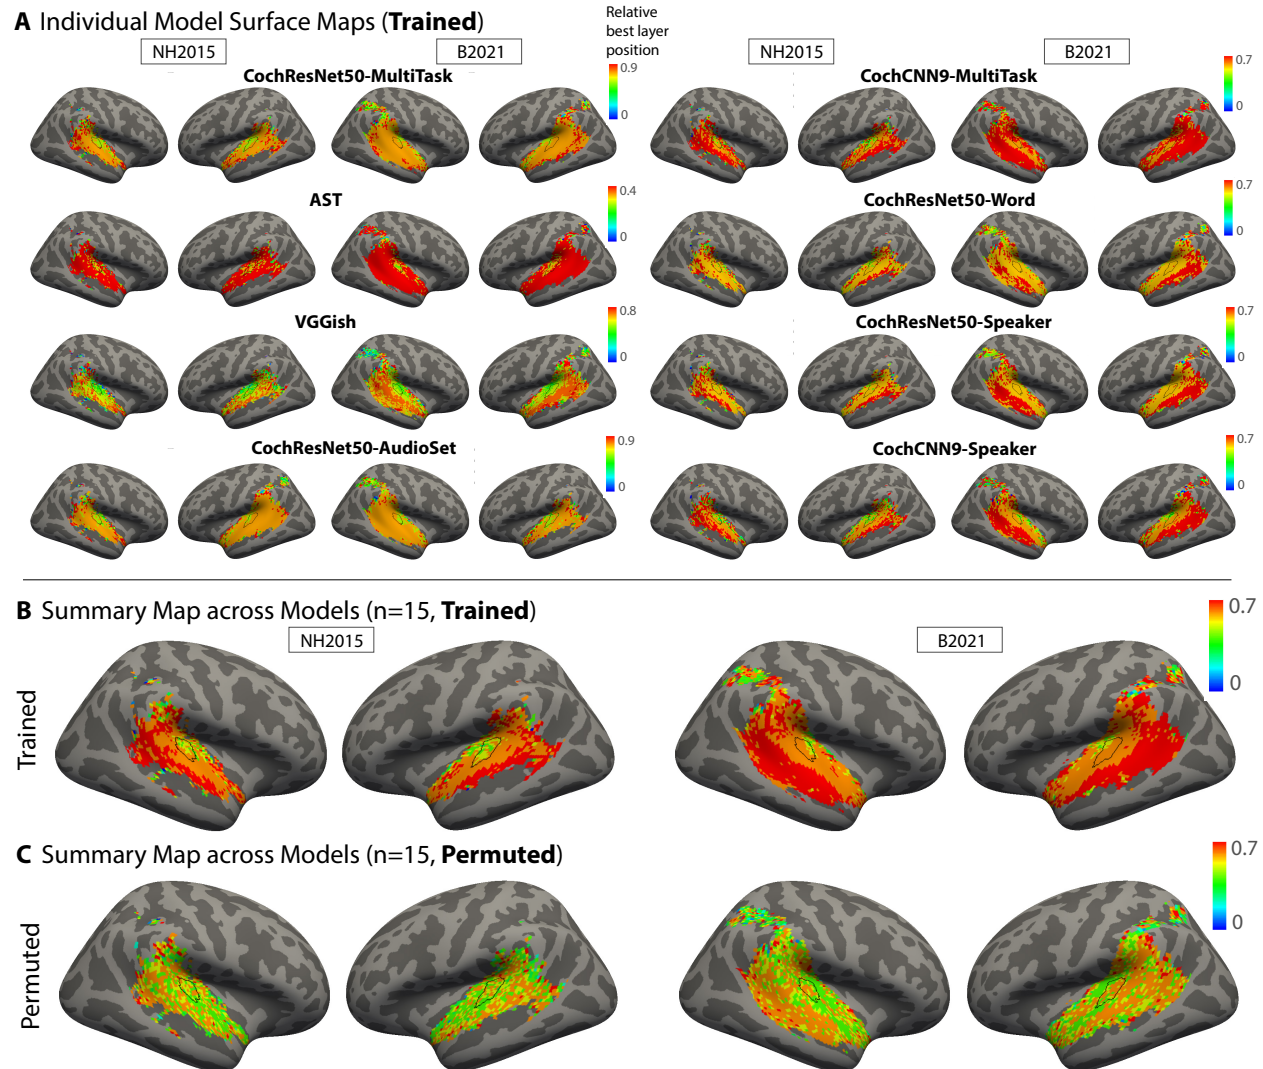 A Individual Model Surface Maps (Trained)
Relative
best layer
position
NH2015
B2021
NH2015
B2021
CochResNet50-MultiTask
0.9
0
CochCNN9-MultiTask
0.7
0
AST
0.4
0
CochResNet50-Word
0.7
0
VGGish
0.8
0
CochResNet50-Speaker
0.7
0
CochResNet50-AudioSet
0.9
0
CochCNN9-Speaker
0.7
0
B Summary Map across Models (n=15, Trained)
NH2015
B2021
0.7
0
Trained
C Summary Map across Models (n=15, Permuted)
0.7
0
Permuted